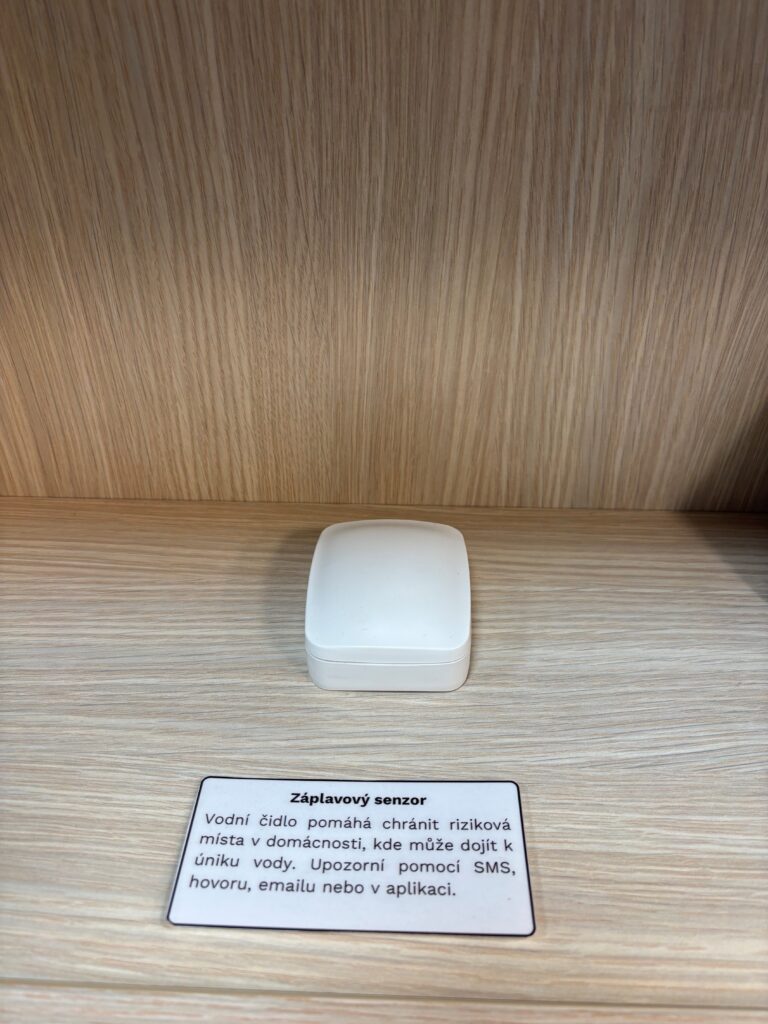 Záplavový senzor
Vodní čidlo pomáhá chránit riziková
místa v domácnosti, kde může dojít k
úniku vody. Upozorní pomocí SMS,
hovoru, emailu nebo v aplikaci.